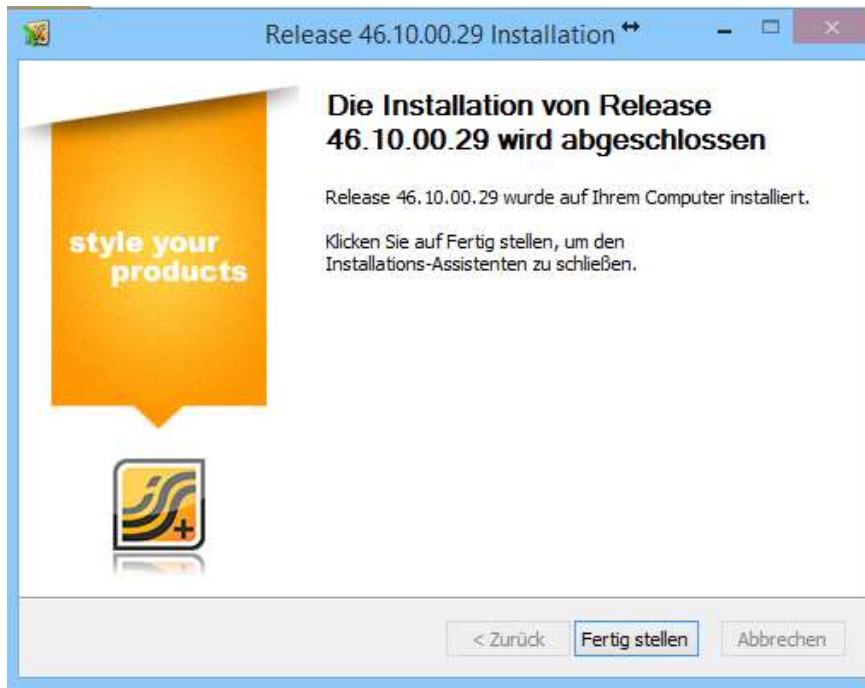 Release 46.10.00.29 Installation
Die Installation von Release
46.10.00.29 wird abgeschlossen
Release 46.10.00.29 wurde auf Ihrem Computer installiert.
Klicken Sie auf Fertig stellen, um den
Installations-Assistenten zu schließen.
style your
products
< Zurück
Fertig stellen
Abbrechen